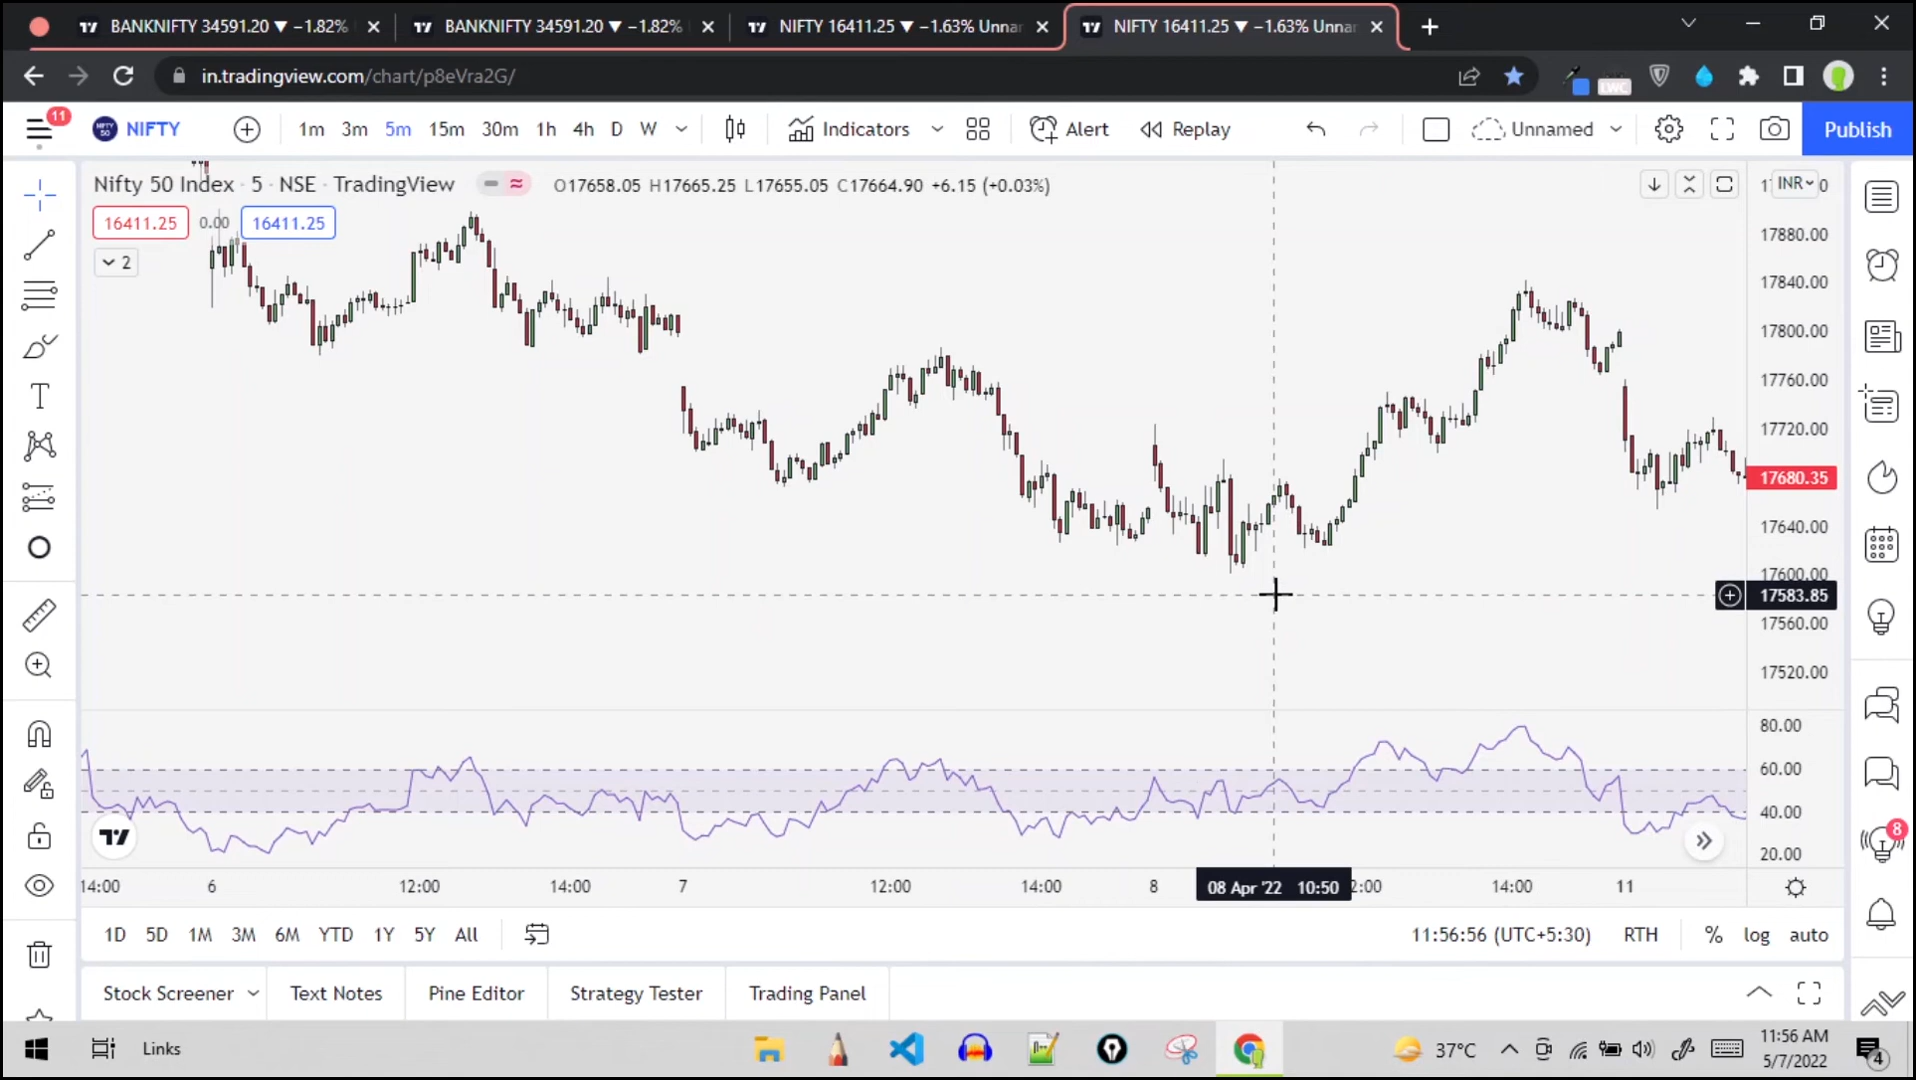 BANKNIFTY 34591.20 ▼ −1.82%
BANKNIFTY 34591.20 ▼ −1.82%
NIFTY 16411.25 ▼ −1.63% Unnar
NIFTY 16411.25 ▼ −1.63% Unnar
in.tradingview.com/chart/p8eVra2G/
LWC
11
NIFTY
1m 3m 5m 15m 30m 1h 4h D W
Indicators
Alert
Replay
Unnamed
Publish
Nifty 50 Index · 5 · NSE · TradingView
O17658.05 H17665.25 L17655.05 C17664.90 +6.15 (+0.03%)
INR
16411.25 0.00 16411.25
2
17880.00
17840.00
17800.00
17760.00
17720.00
17680.35
17640.00
17600.00
17583.85
17560.00
17520.00
80.00
60.00
40.00
20.00
8
14:00 6 12:00 14:00 7 12:00 14:00 8 08 Apr '22 10:50 2:00 14:00 11
1D 5D 1M 3M 6M YTD 1Y 5Y All
11:56:56 (UTC+5:30) RTH % log auto
Stock Screener Text Notes Pine Editor Strategy Tester Trading Panel
Links
37°C
11:56 AM
5/7/2022
4